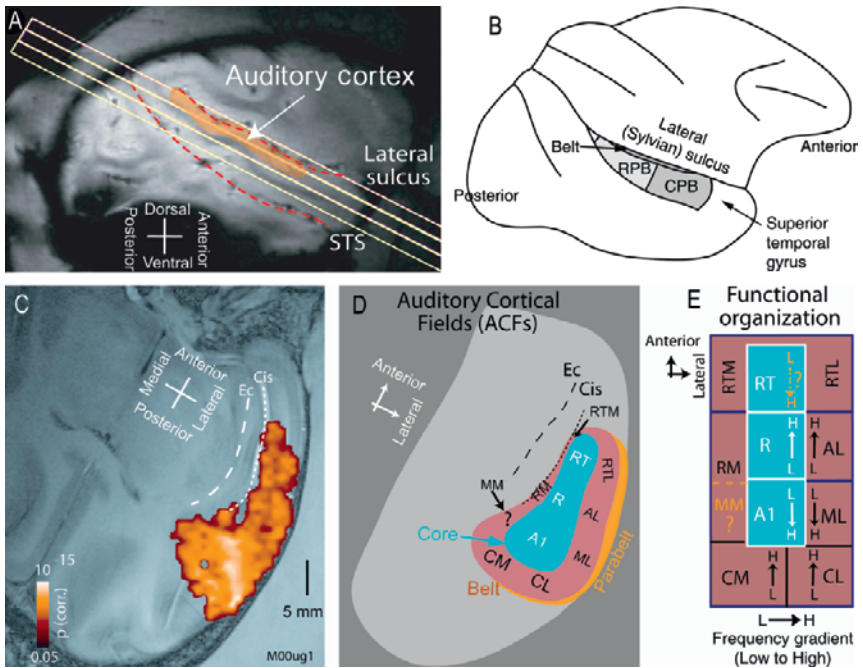 A
Auditory cortex
Lateral
sulcus
STS
Dorsal
Posterior
Anterior
Ventral
B
Lateral
(Sylvian) sulcus
Belt
RPB
CPB
Anterior
Posterior
Superior
temporal
gyrus
C
Medial
Anterior
Posterior
Lateral
Ec
Cis
10
-15
p (corr.)
0.05
5 mm
M00ug1
D
Auditory Cortical
Fields (ACFs)
Anterior
Lateral
Ec
Cis
RTM
RT
RTL
MM
?
RM
R
AL
A1
Core
CM
ML
CL
Belt
Parabelt
E
Functional
organization
Anterior
Lateral
RTM
RT
L
?
H
RTL
RM
R
H
L
H
L
AL
MM
?
A1
L
H
L
H
ML
CM
H
L
H
L
CL
L H
Frequency gradient
(Low to High)